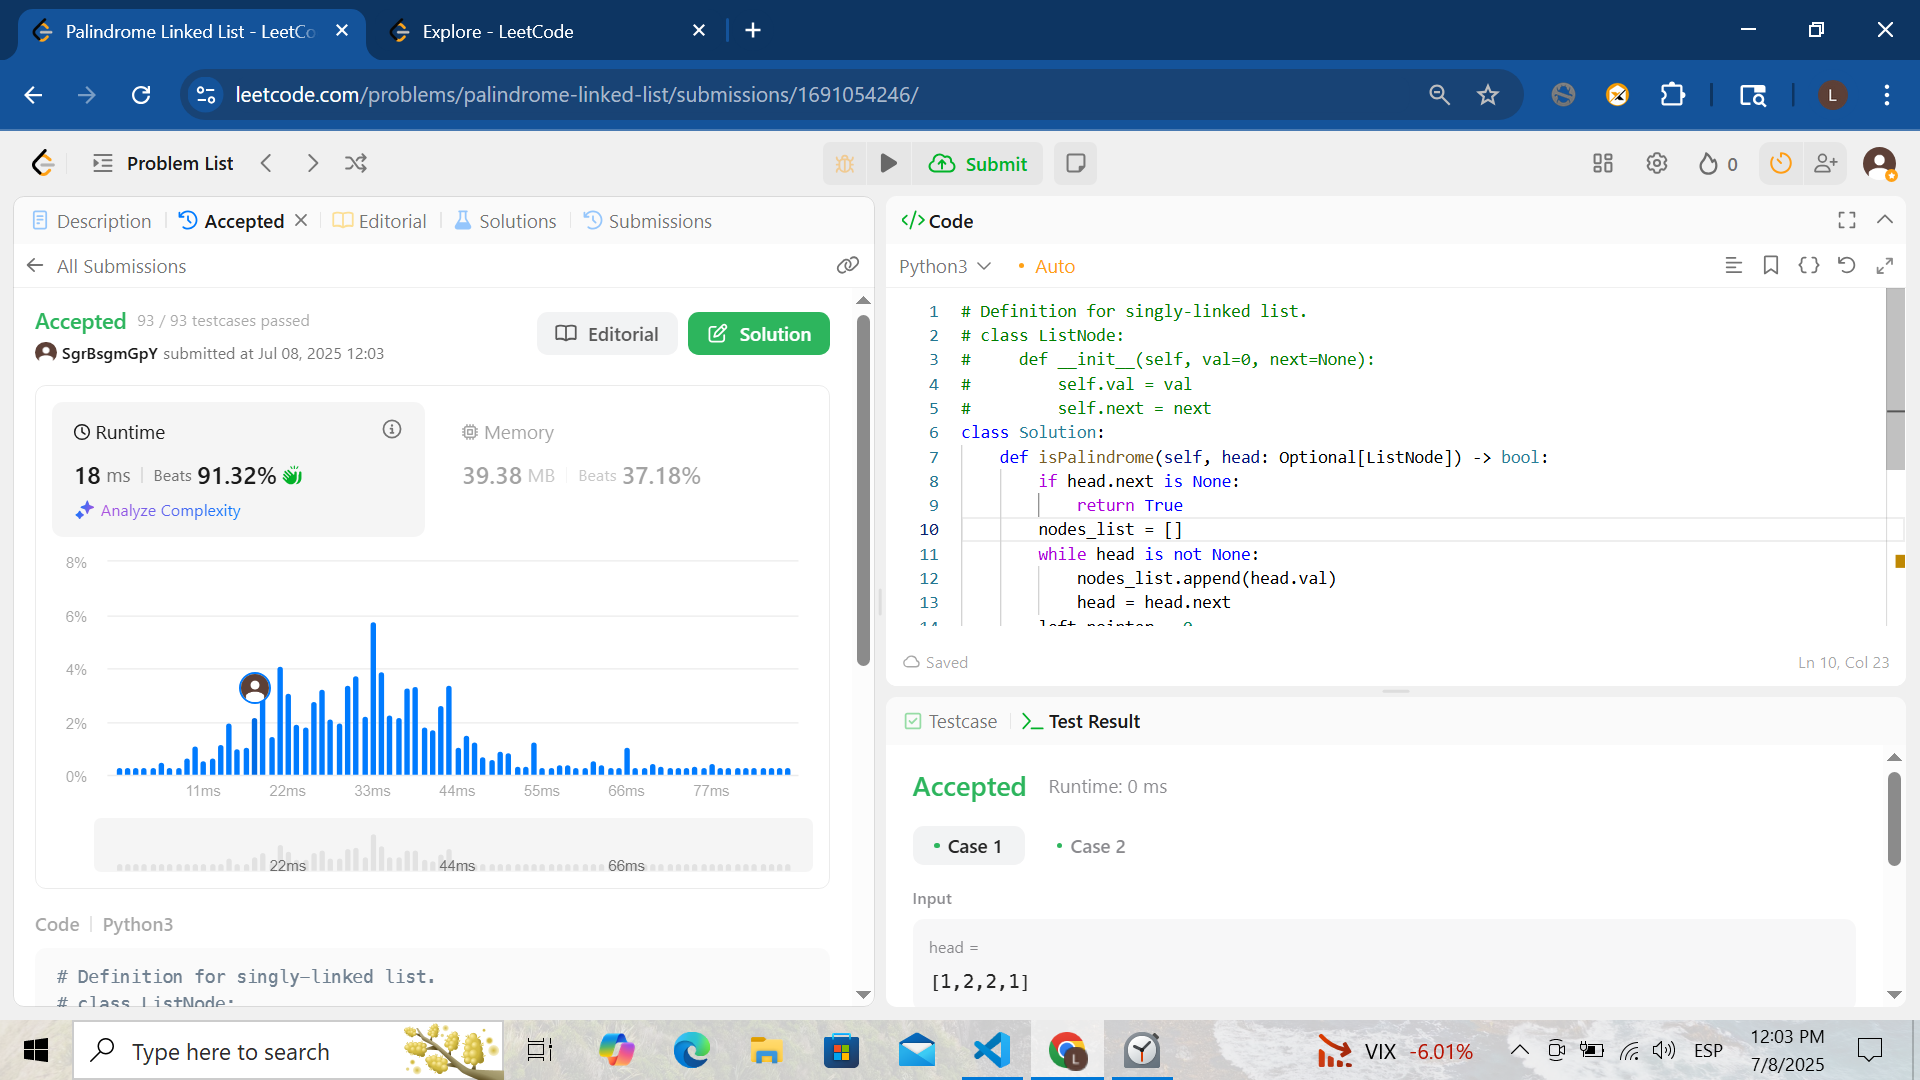 Palindrome Linked List - LeetCo
Explore - LeetCode
leetcode.com/problems/palindrome-linked-list/submissions/1691054246/
L
Problem List
Submit
0
Description
Accepted
Editorial
Solutions
Submissions
All Submissions
Accepted 93 / 93 testcases passed
SgrBsgmGpY submitted at Jul 08, 2025 12:03
Editorial
Solution
Runtime
18 ms Beats 91.32%
Analyze Complexity
Memory
39.38 MB Beats 37.18%
8%
6%
4%
2%
0%
11ms 22ms 33ms 44ms 55ms 66ms 77ms
22ms 44ms 66ms
Code Python3
# Definition for singly-linked list.
# class ListNode:
Code
Python3 Auto
1 # Definition for singly-linked list.
2 # class ListNode:
3 #     def __init__(self, val=0, next=None):
4 #         self.val = val
5 #         self.next = next
6 class Solution:
7     def isPalindrome(self, head: Optional[ListNode]) -> bool:
8         if head.next is None:
9             return True
10         nodes_list = []
11         while head is not None:
12             nodes_list.append(head.val)
13             head = head.next
14
Saved
Ln 10, Col 23
Testcase
Test Result
Accepted Runtime: 0 ms
Case 1
Case 2
Input
head =
[1,2,2,1]
Type here to search
L
VIX -6.01%
ESP
12:03 PM
7/8/2025